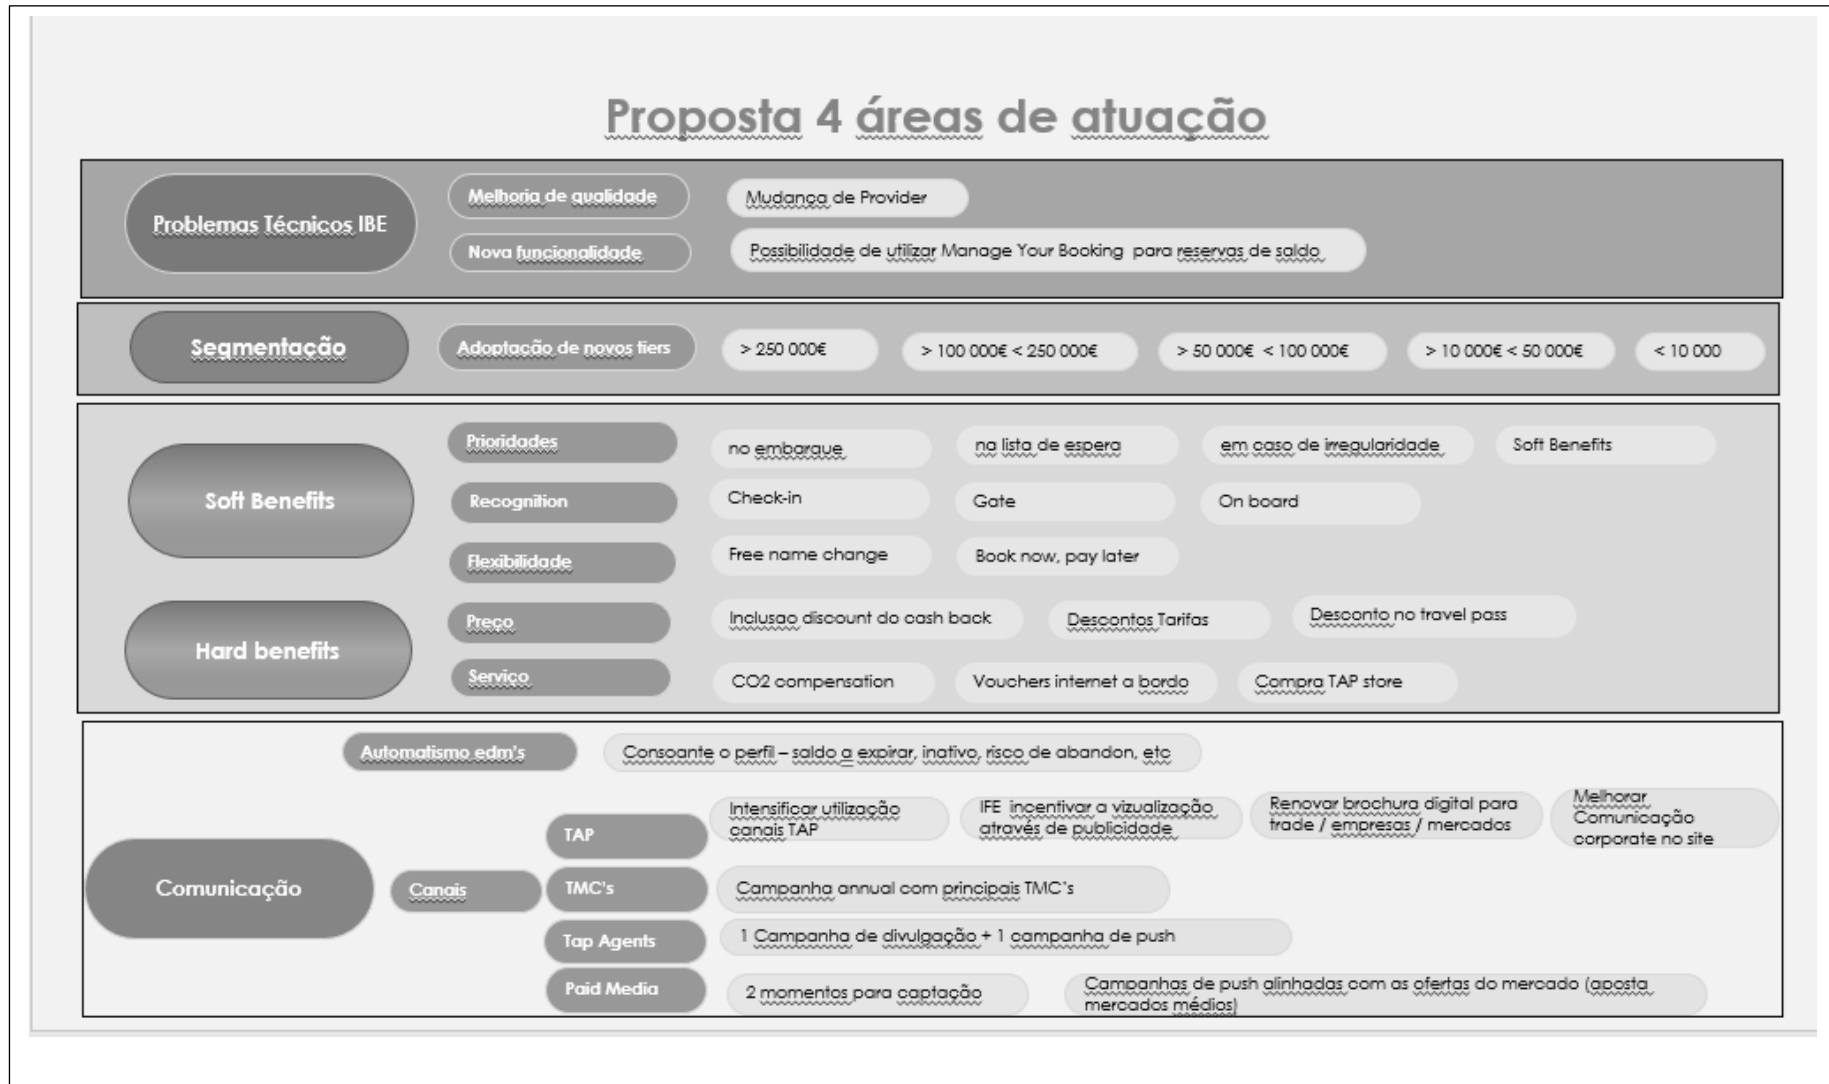 Proposta 4 áreas de atuação
Problemas Técnicos IBE
Melhoria de qualidade
Mudança de Provider
Nova funcionalidade
Possibilidade de utilizar Manage Your Booking para reservas de saldo
Segmentação
Adoptação de novos tiers
> 250 000€
> 100 000€ < 250 000€
> 50 000€ < 100 000€
> 10 000€ < 50 000€
< 10 000
Soft Benefits
Prioridades
no embarque
na lista de espera
em caso de irregularidade
Soft Benefits
Recognition
Check-in
Gate
On board
Flexibilidade
Free name change
Book now, pay later
Hard benefits
Preço
Inclusao discount do cash back
Descontos Tarifas
Desconto no travel pass
Serviço
CO2 compensation
Vouchers internet a bordo
Compra TAP store
Automatismo edm's
Consoante o perfil – saldo a expirar, inativo, risco de abandon, etc
Comunicação
Canais
TAP
Intensificar utilização
canais TAP
IFE incentivar a vizualização
através de publicidade
Renovar brochura digital para
trade / empresas / mercados
Melhorar
Comunicação
corporate no site
TMC's
Campanha annual com principais TMC's
Tap Agents
1 Campanha de divulgação + 1 campanha de push
Paid Media
2 momentos para captação
Campanhas de push alinhadas com as ofertas do mercado (aposta
mercados médios)